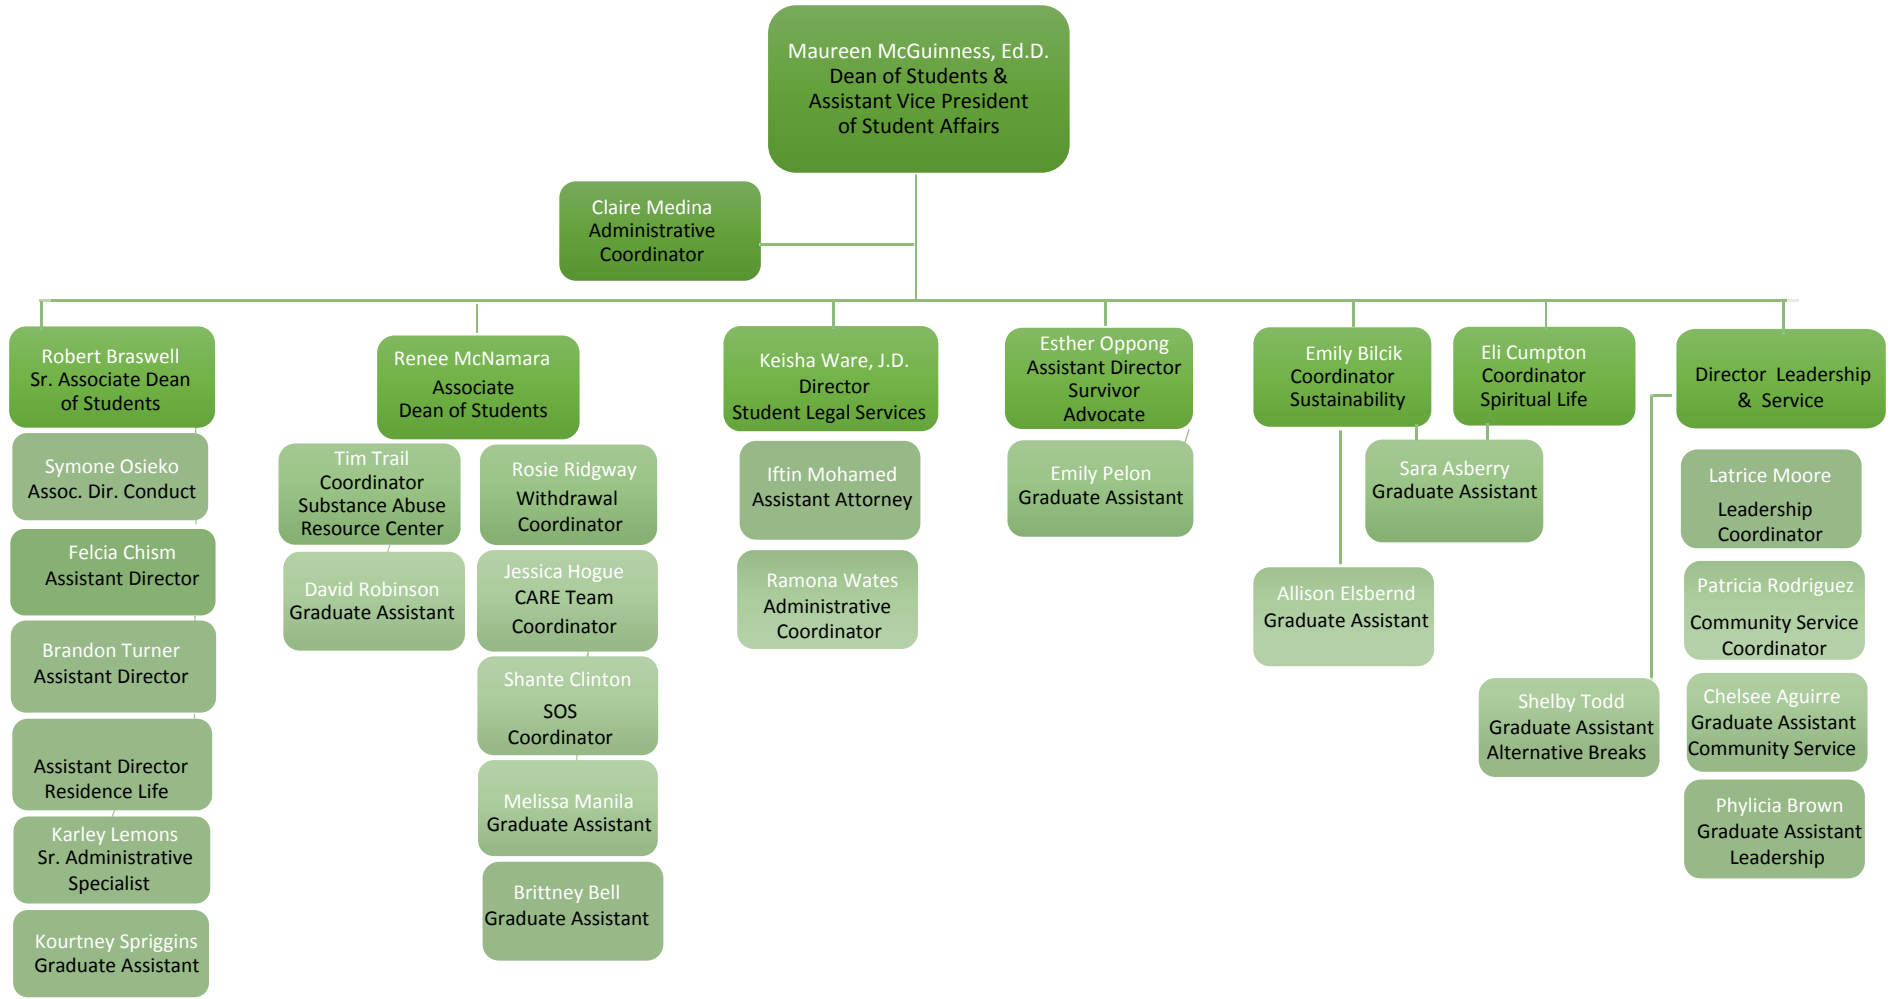 Maureen McGuinness, Ed.D.
Dean of Students &
Assistant Vice President
of Student Affairs
Claire Medina
Administrative
Coordinator
Robert Braswell
Sr. Associate Dean
of Students
Symone Osieko
Assoc. Dir. Conduct
Felcia Chism
Assistant Director
Brandon Turner
Assistant Director
Assistant Director
Residence Life
Karley Lemons
Sr. Administrative
Specialist
Kourtney Spriggins
Graduate Assistant
Renee McNamara
Associate
Dean of Students
Tim Trail
Coordinator
Substance Abuse
Resource Center
David Robinson
Graduate Assistant
Rosie Ridgway
Withdrawal
Coordinator
Jessica Hogue
CARE Team
Coordinator
Shante Clinton
SOS
Coordinator
Melissa Manila
Graduate Assistant
Brittney Bell
Graduate Assistant
Keisha Ware, J.D.
Director
Student Legal Services
Iftin Mohamed
Assistant Attorney
Ramona Wates
Administrative
Coordinator
Esther Oppong
Assistant Director
Survivor
Advocate
Emily Pelon
Graduate Assistant
Emily Bilcik
Coordinator
Sustainability
Eli Cumpton
Coordinator
Spiritual Life
Sara Asberry
Graduate Assistant
Allison Elsbernd
Graduate Assistant
Director Leadership
& Service
Latrice Moore
Leadership
Coordinator
Patricia Rodriguez
Community Service
Coordinator
Shelby Todd
Graduate Assistant
Alternative Breaks
Chelsee Aguirre
Graduate Assistant
Community Service
Phylicia Brown
Graduate Assistant
Leadership